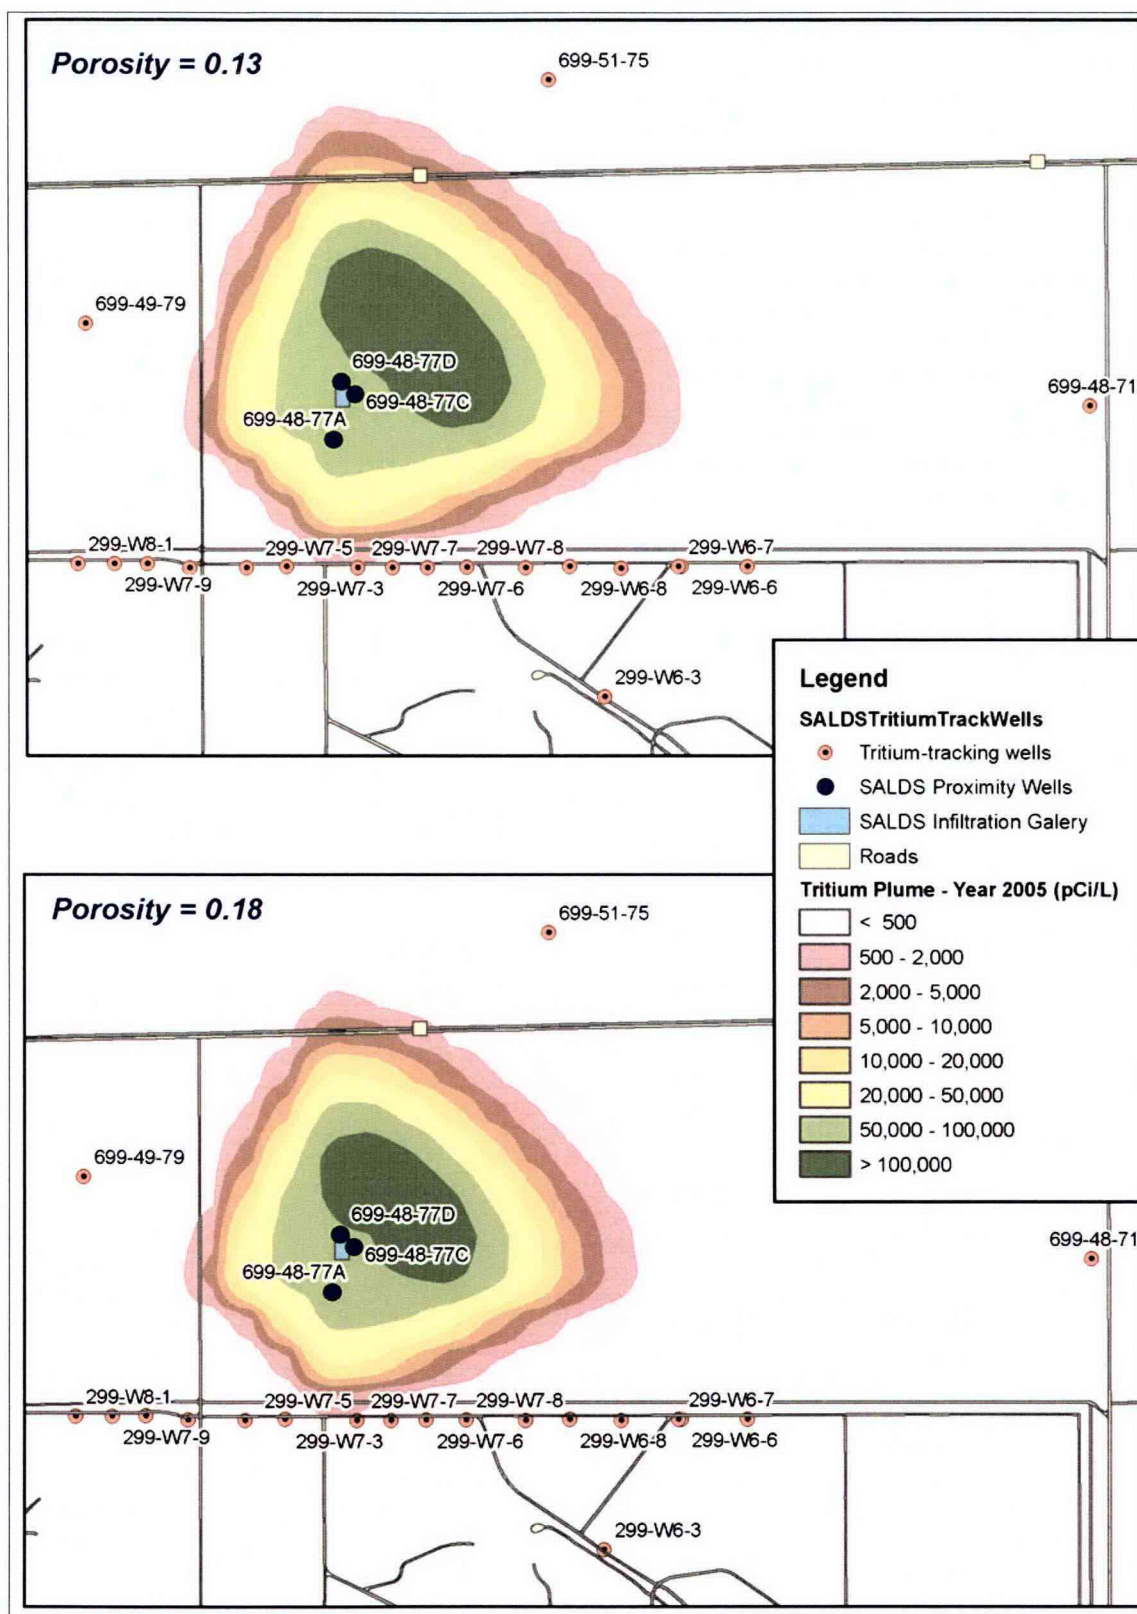 Porosity = 0.13
699-51-75
699-49-79
699-48-77D
699-48-77C
699-48-71
699-48-77A
299-W8-1
299-W7-5
299-W7-7
299-W7-8
299-W6-7
299-W7-9
299-W7-3
299-W7-6
299-W6-8
299-W6-6
299-W6-3
Legend
SALDSTritiumTrackWells
Tritium-tracking wells
SALDS Proximity Wells
SALDS Infiltration Galery
Roads
Tritium Plume - Year 2005 (pCi/L)
< 500
500 - 2,000
2,000 - 5,000
5,000 - 10,000
10,000 - 20,000
20,000 - 50,000
50,000 - 100,000
> 100,000
Porosity = 0.18
699-51-75
699-49-79
699-48-77D
699-48-77C
699-48-71
699-48-77A
299-W8-1
299-W7-5
299-W7-7
299-W7-8
299-W6-7
299-W7-9
299-W7-3
299-W7-6
299-W6-8
299-W6-6
299-W6-3